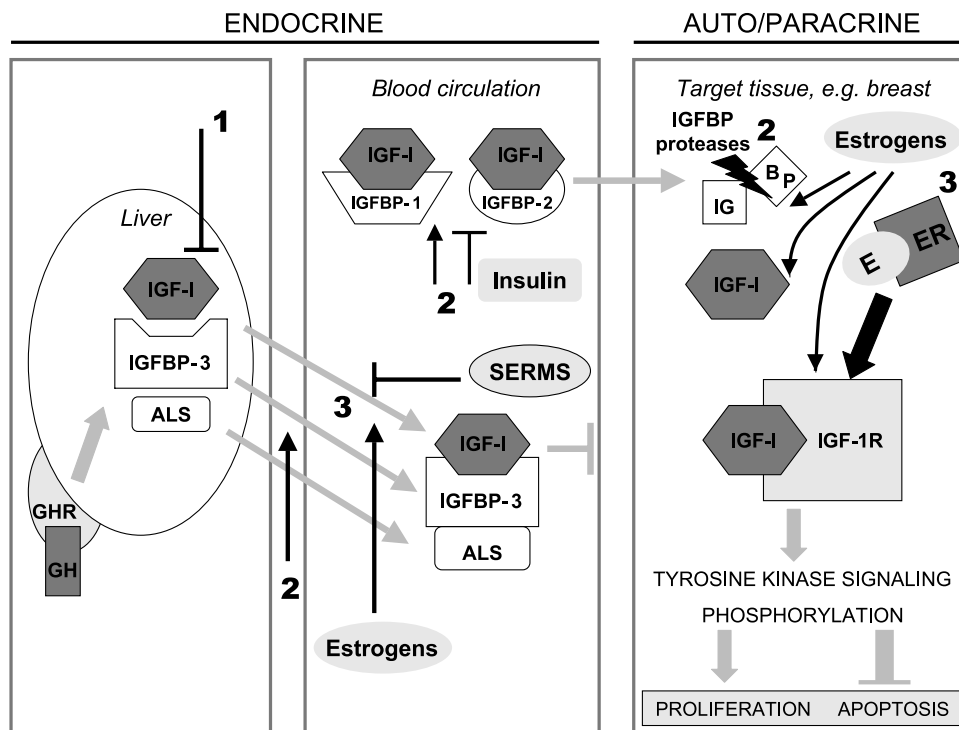 ENDOCRINE
AUTO/PARACRINE
1
Liver
IGF-I
IGFBP-3
ALS
GHR
GH
2
Blood circulation
IGF-I
IGF-I
IGFBP-1
IGFBP-2
2
Insulin
SERMS
3
IGF-I
IGFBP-3
ALS
Estrogens
Target tissue, e.g. breast
IGFBP
proteases
2
Estrogens
IG
BP
3
E
ER
IGF-I
IGF-I
IGF-1R
TYROSINE KINASE SIGNALING
PHOSPHORYLATION
PROLIFERATION
APOPTOSIS